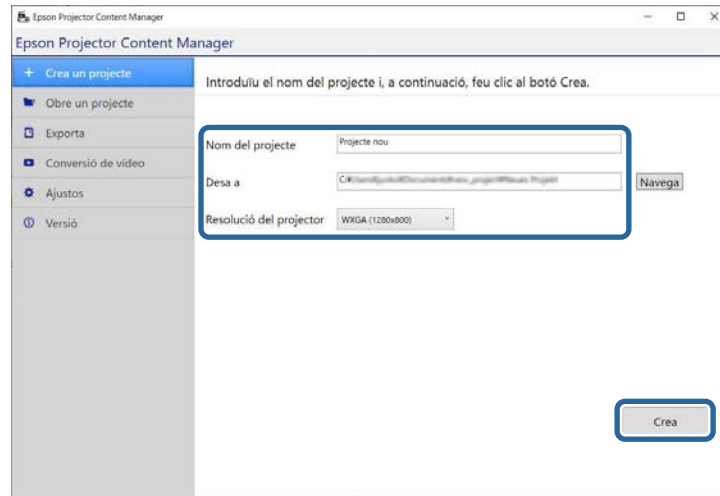 Epson Projector Content Manager
Epson Projector Content Manager
+ Crea un projecte
Obre un projecte
Exporta
Conversió de vídeo
Ajustos
Versió
Introduïu el nom del projecte i, a continuació, feu clic al botó Crea.
Nom del projecte Projecte nou
Desa a Navega
Resolució del projector WXGA (1280x800)
Crea